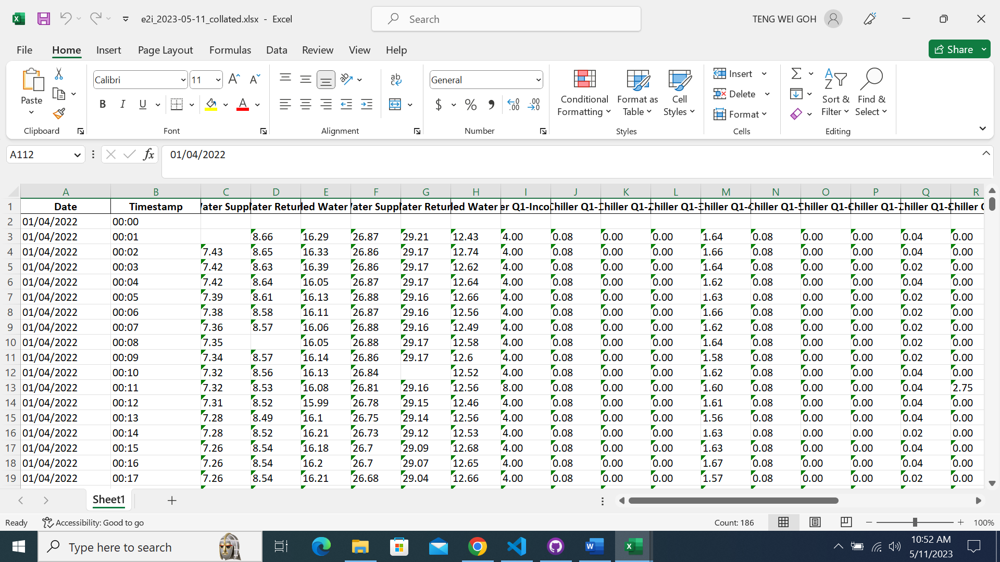 e2i_2023-05-11_collated.xlsx - Excel
Search
TENG WEI GOH
File Home Insert Page Layout Formulas Data Review View Help
Share
Paste
Clipboard
Calibri 11
B I U
Font
Alignment
General
$ % , .00 .00
Number
Conditional Formatting
Format as Table
Cell Styles
Styles
Insert
Delete
Format
Cells
Sort & Filter
Find & Select
Editing
A112 fx 01/04/2022
A B C D E F G H I J K L M N O P Q R
1 Date Timestamp ater Suppl ater Retur led Water ater Suppl ater Retur led Water er Q1-Inco Chiller Q1-1 Chiller Q1-2 Chiller Q1-3 Chiller Q1-4 Chiller Q1-5 Chiller Q1-6 Chiller Q1-7 Chiller Q1-8 Chiller Q
2 01/04/2022 00:00
3 01/04/2022 00:01 8.66 16.29 26.87 29.21 12.43 4.00 0.08 0.00 0.00 1.64 0.08 0.00 0.00 0.04 0.00
4 01/04/2022 00:02 7.43 8.65 16.33 26.86 29.17 12.74 4.00 0.08 0.00 0.00 1.66 0.08 0.00 0.00 0.04 0.00
5 01/04/2022 00:03 7.42 8.63 16.39 26.86 29.17 12.62 4.00 0.08 0.00 0.00 1.64 0.08 0.00 0.00 0.02 0.00
6 01/04/2022 00:04 7.42 8.64 16.05 26.87 29.17 12.64 4.00 0.08 0.00 0.00 1.62 0.08 0.00 0.00 0.04 0.00
7 01/04/2022 00:05 7.39 8.61 16.13 26.88 29.16 12.66 4.00 0.08 0.00 0.00 1.63 0.08 0.00 0.00 0.02 0.00
8 01/04/2022 00:06 7.38 8.58 16.11 26.87 29.16 12.56 4.00 0.08 0.00 0.00 1.66 0.08 0.00 0.00 0.02 0.00
9 01/04/2022 00:07 7.36 8.57 16.06 26.88 29.16 12.49 4.00 0.08 0.00 0.00 1.62 0.08 0.00 0.00 0.02 0.00
10 01/04/2022 00:08 7.35 16.05 26.88 29.17 12.58 4.00 0.08 0.00 0.00 1.64 0.08 0.00 0.00 0.02 0.00
11 01/04/2022 00:09 7.34 8.57 16.14 26.86 29.17 12.6 4.00 0.08 0.00 0.00 1.58 0.08 0.00 0.00 0.02 0.00
12 01/04/2022 00:10 7.32 8.56 16.13 26.84 12.52 4.00 0.08 0.00 0.00 1.62 0.08 0.00 0.00 0.04 0.00
13 01/04/2022 00:11 7.32 8.53 16.08 26.81 29.16 12.56 8.00 0.08 0.00 0.00 1.60 0.08 0.00 0.00 0.04 2.75
14 01/04/2022 00:12 7.31 8.52 15.99 26.78 29.15 12.46 4.00 0.08 0.00 0.00 1.61 0.08 0.00 0.00 0.04 0.00
15 01/04/2022 00:13 7.28 8.49 16.1 26.75 29.14 12.56 4.00 0.08 0.00 0.00 1.56 0.08 0.00 0.00 0.04 0.00
16 01/04/2022 00:14 7.28 8.52 16.21 26.73 29.12 12.53 4.00 0.08 0.00 0.00 1.63 0.08 0.00 0.00 0.02 0.00
17 01/04/2022 00:15 7.26 8.54 16.18 26.7 29.09 12.68 4.00 0.08 0.00 0.00 1.63 0.08 0.00 0.00 0.04 0.00
18 01/04/2022 00:16 7.26 8.54 16.2 26.7 29.07 12.65 4.00 0.08 0.00 0.00 1.67 0.08 0.00 0.00 0.04 0.00
19 01/04/2022 00:17 7.26 8.54 16.21 26.68 29.04 12.66 4.00 0.08 0.00 0.00 1.57 0.08 0.00 0.00 0.02 0.00
Sheet1
Ready Accessibility: Good to go Count: 186 100%
Type here to search
10:52 AM
5/11/2023